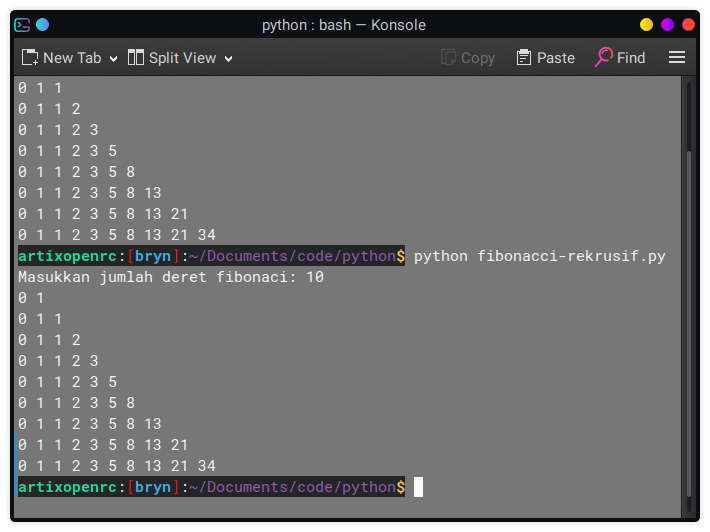 python : bash — Konsole
New Tab Split View Copy Paste Find
0 1 1
0 1 1 2
0 1 1 2 3
0 1 1 2 3 5
0 1 1 2 3 5 8
0 1 1 2 3 5 8 13
0 1 1 2 3 5 8 13 21
0 1 1 2 3 5 8 13 21 34
artixopenrc:[bryn]:~/Documents/code/python$ python fibonacci-rekrusif.py
Masukkan jumlah deret fibonaci: 10
0 1
0 1 1
0 1 1 2
0 1 1 2 3
0 1 1 2 3 5
0 1 1 2 3 5 8
0 1 1 2 3 5 8 13
0 1 1 2 3 5 8 13 21
0 1 1 2 3 5 8 13 21 34
artixopenrc:[bryn]:~/Documents/code/python$